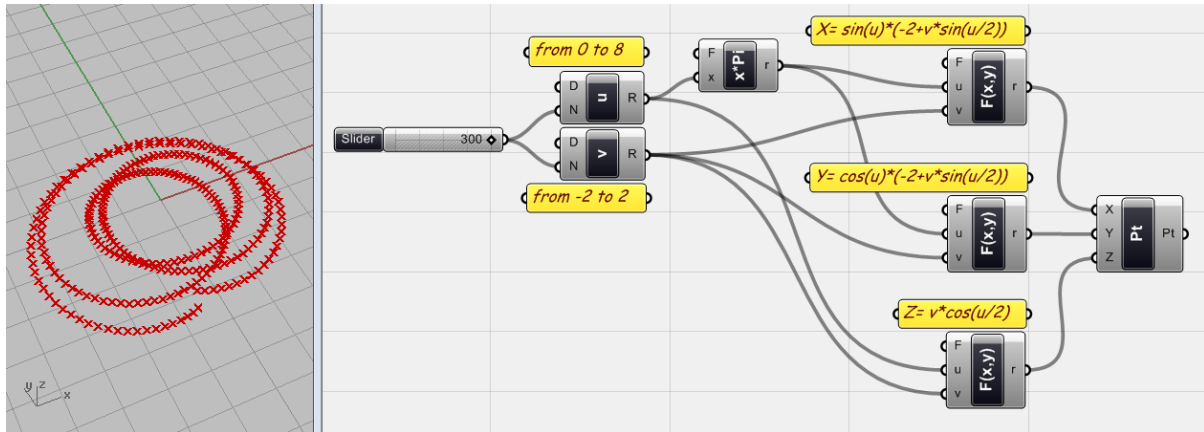 X= sin(u)*(-2+v*sin(u/2))
from 0 to 8
F
x
x*Pi
r
D
N
u
R
F
u
v
F(x,y)
r
Slider
300
D
N
v
R
from -2 to 2
Y= cos(u)*(-2+v*sin(u/2))
F
u
v
F(x,y)
r
X
Y
Z
Pt
Pt
Z= v*cos(u/2)
F
u
v
F(x,y)
r
y
z
x